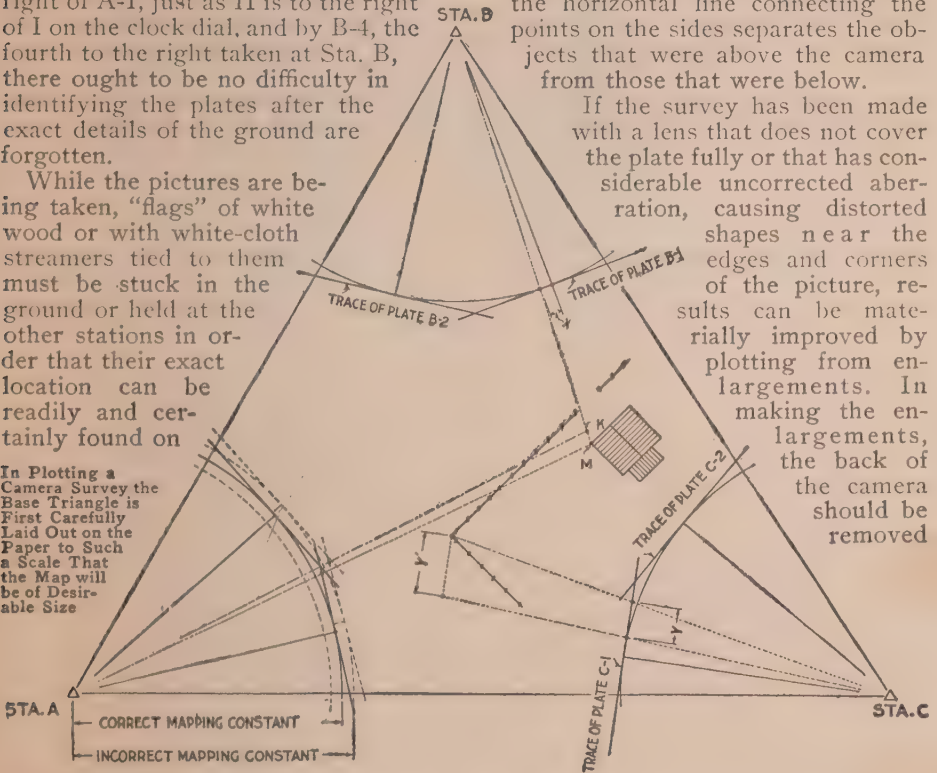 right of A-1, just as II is to the right
of I on the clock dial, and by B-4, the
fourth to the right taken at Sta. B,
there ought to be no difficulty in
identifying the plates after the
exact details of the ground are
forgotten.
While the pictures are be-
ing taken, “flags” of white
wood or with white-cloth
streamers tied to them
must be stuck in the
ground or held at the
other stations in or-
der that their exact
location can be
readily and cer-
tainly found on
In Plotting a
Camera Survey the
Base Triangle is
First Carefully
Laid Out on the
Paper to Such
a Scale That
the Map will
be of Desir-
able Size
STA. B
the horizontal line connecting the
points on the sides separates the ob-
jects that were above the camera
from those that were below.
If the survey has been made
with a lens that does not cover
the plate fully or that has con-
siderable uncorrected aber-
ration, causing distorted
shapes near the
edges and corners
of the picture, re-
sults can be mate-
rially improved by
plotting from en-
largements. In
making the en-
largements,
the back of
the camera
should be
removed
TRACE OF PLATE B-2
TRACE OF PLATE B-1
K
M
TRACE OF PLATE C-2
Y
Y
TRACE OF PLATE C-1
STA. A
STA. C
CORRECT MAPPING CONSTANT
INCORRECT MAPPING CONSTANT